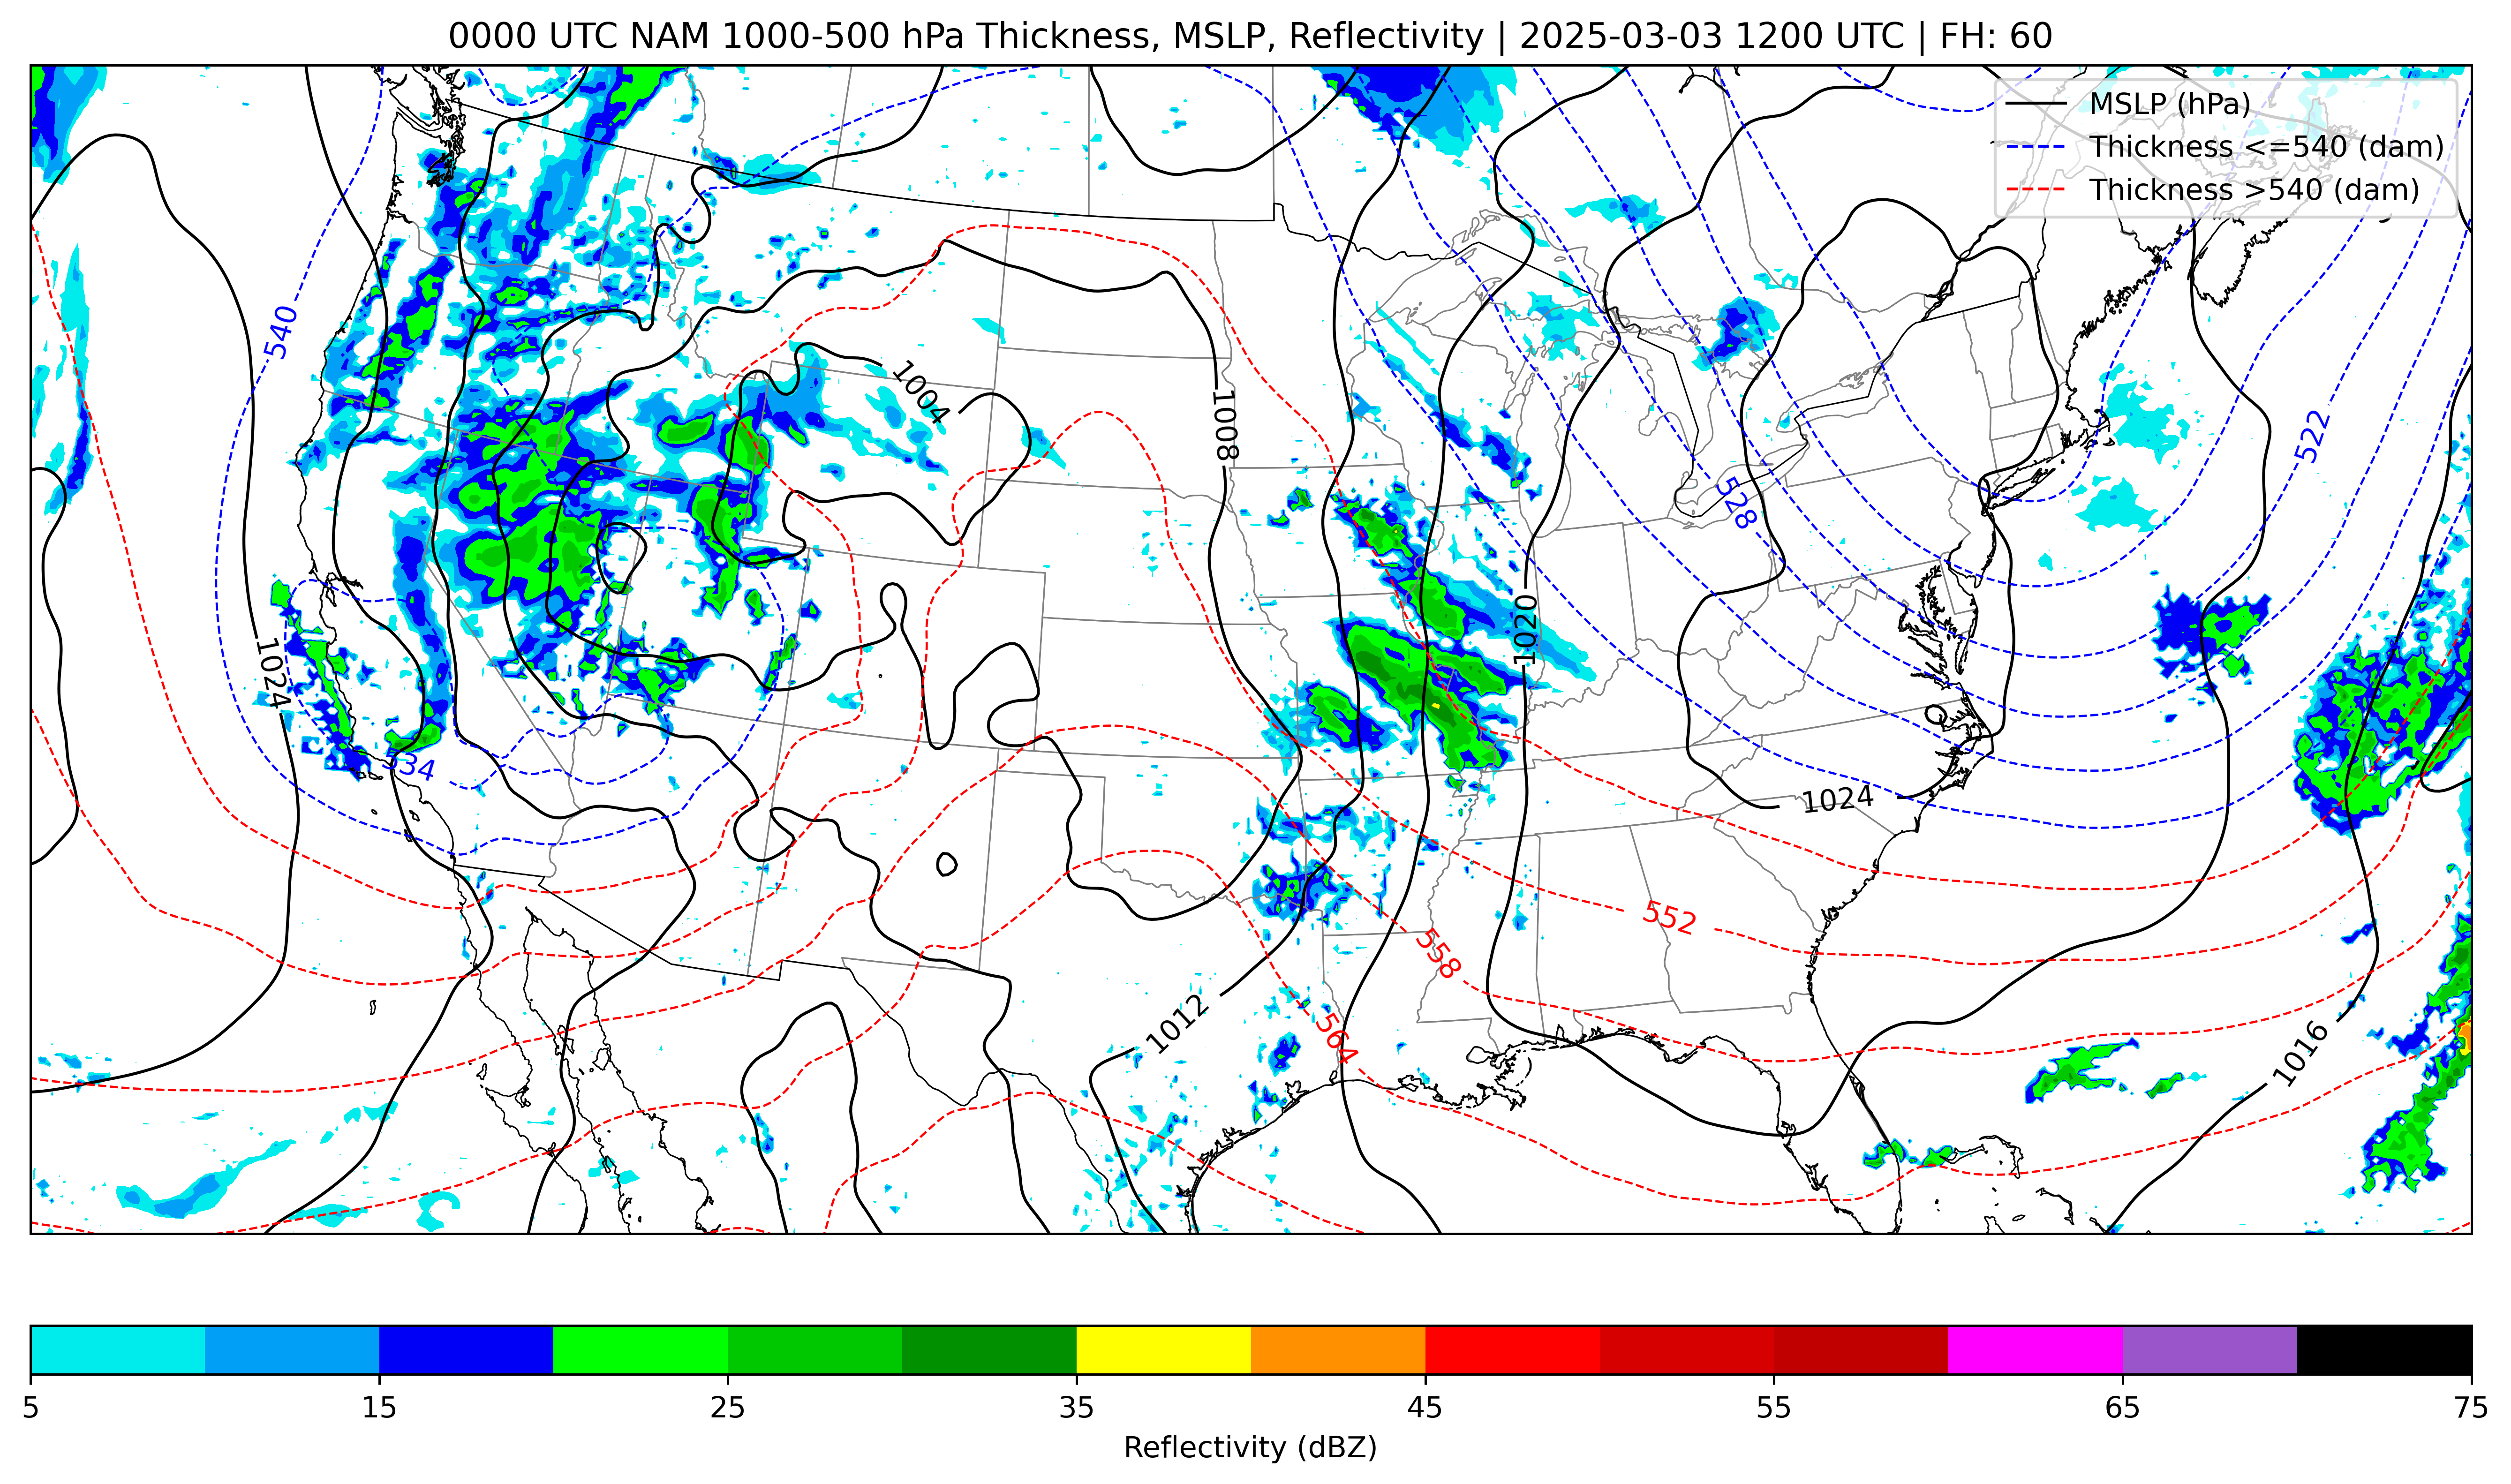 0000 UTC NAM 1000-500 hPa Thickness, MSLP, Reflectivity | 2025-03-03 1200 UTC | FH: 60
MSLP (hPa)
Thickness <=540 (dam)
Thickness >540 (dam)
540
1004
1008
522
528
1020
1024
534
1024
552
558
564
1012
1016
5 15 25 35 45 55 65 75
Reflectivity (dBZ)